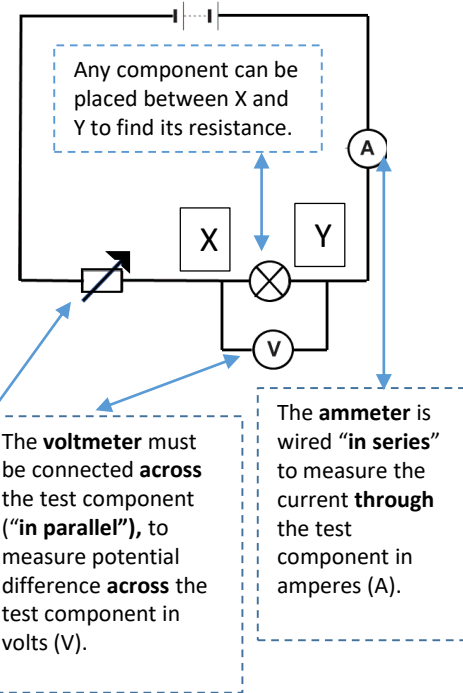 Any component can be
placed between X and
Y to find its resistance.
A
X
Y
V
The voltmeter must
be connected across
the test component
(“in parallel”), to
measure potential
difference across the
test component in
volts (V).
The ammeter is
wired “in series”
to measure the
current through
the test
component in
amperes (A).